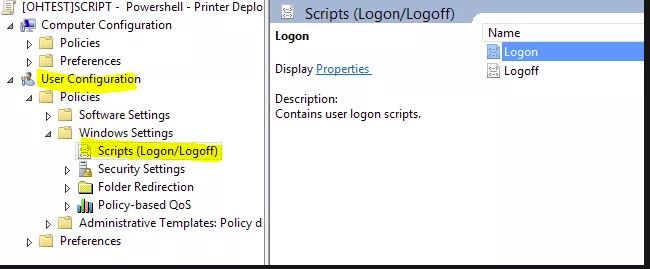 [OHTEST]SCRIPT - Powershell - Printer Deplo
Computer Configuration
Policies
Preferences
User Configuration
Policies
Software Settings
Windows Settings
Scripts (Logon/Logoff)
Security Settings
Folder Redirection
Policy-based QoS
Administrative Templates: Policy d
Preferences
Scripts (Logon/Logoff)
Logon
Display Properties
Description:
Contains user logon scripts.
Name
Logon
Logoff